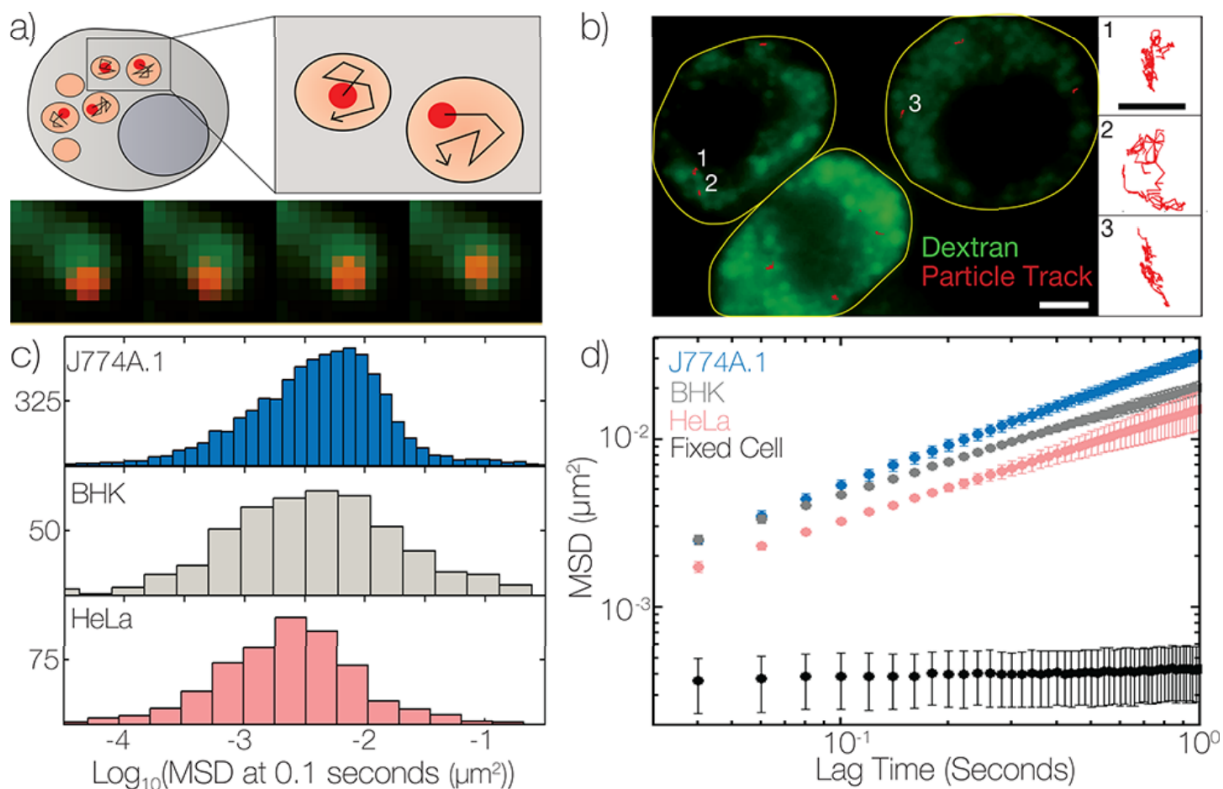 a)
b)
1
2
3
1
2
3
Dextran
Particle Track
c)
J774A.1
325
BHK
50
HeLa
75
-4 -3 -2 -1
Log₁₀(MSD at 0.1 seconds (µm²))
d)
J774A.1
BHK
HeLa
Fixed Cell
10⁻²
10⁻³
MSD (µm²)
10⁻¹ 10⁰
Lag Time (Seconds)